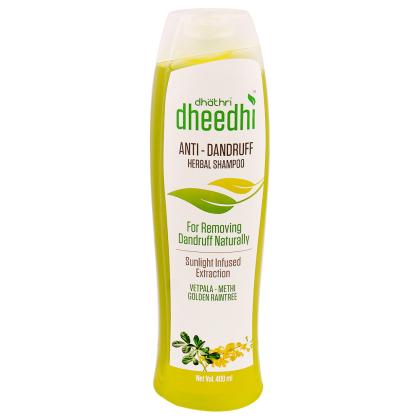 dhathri
dheedhi
ANTI - DANDRUFF
HERBAL SHAMPOO
For Removing
Dandruff Naturally
Sunlight Infused
Extraction
VETPALA - METHI
GOLDEN RAINTREE
Net Vol. 400 ml